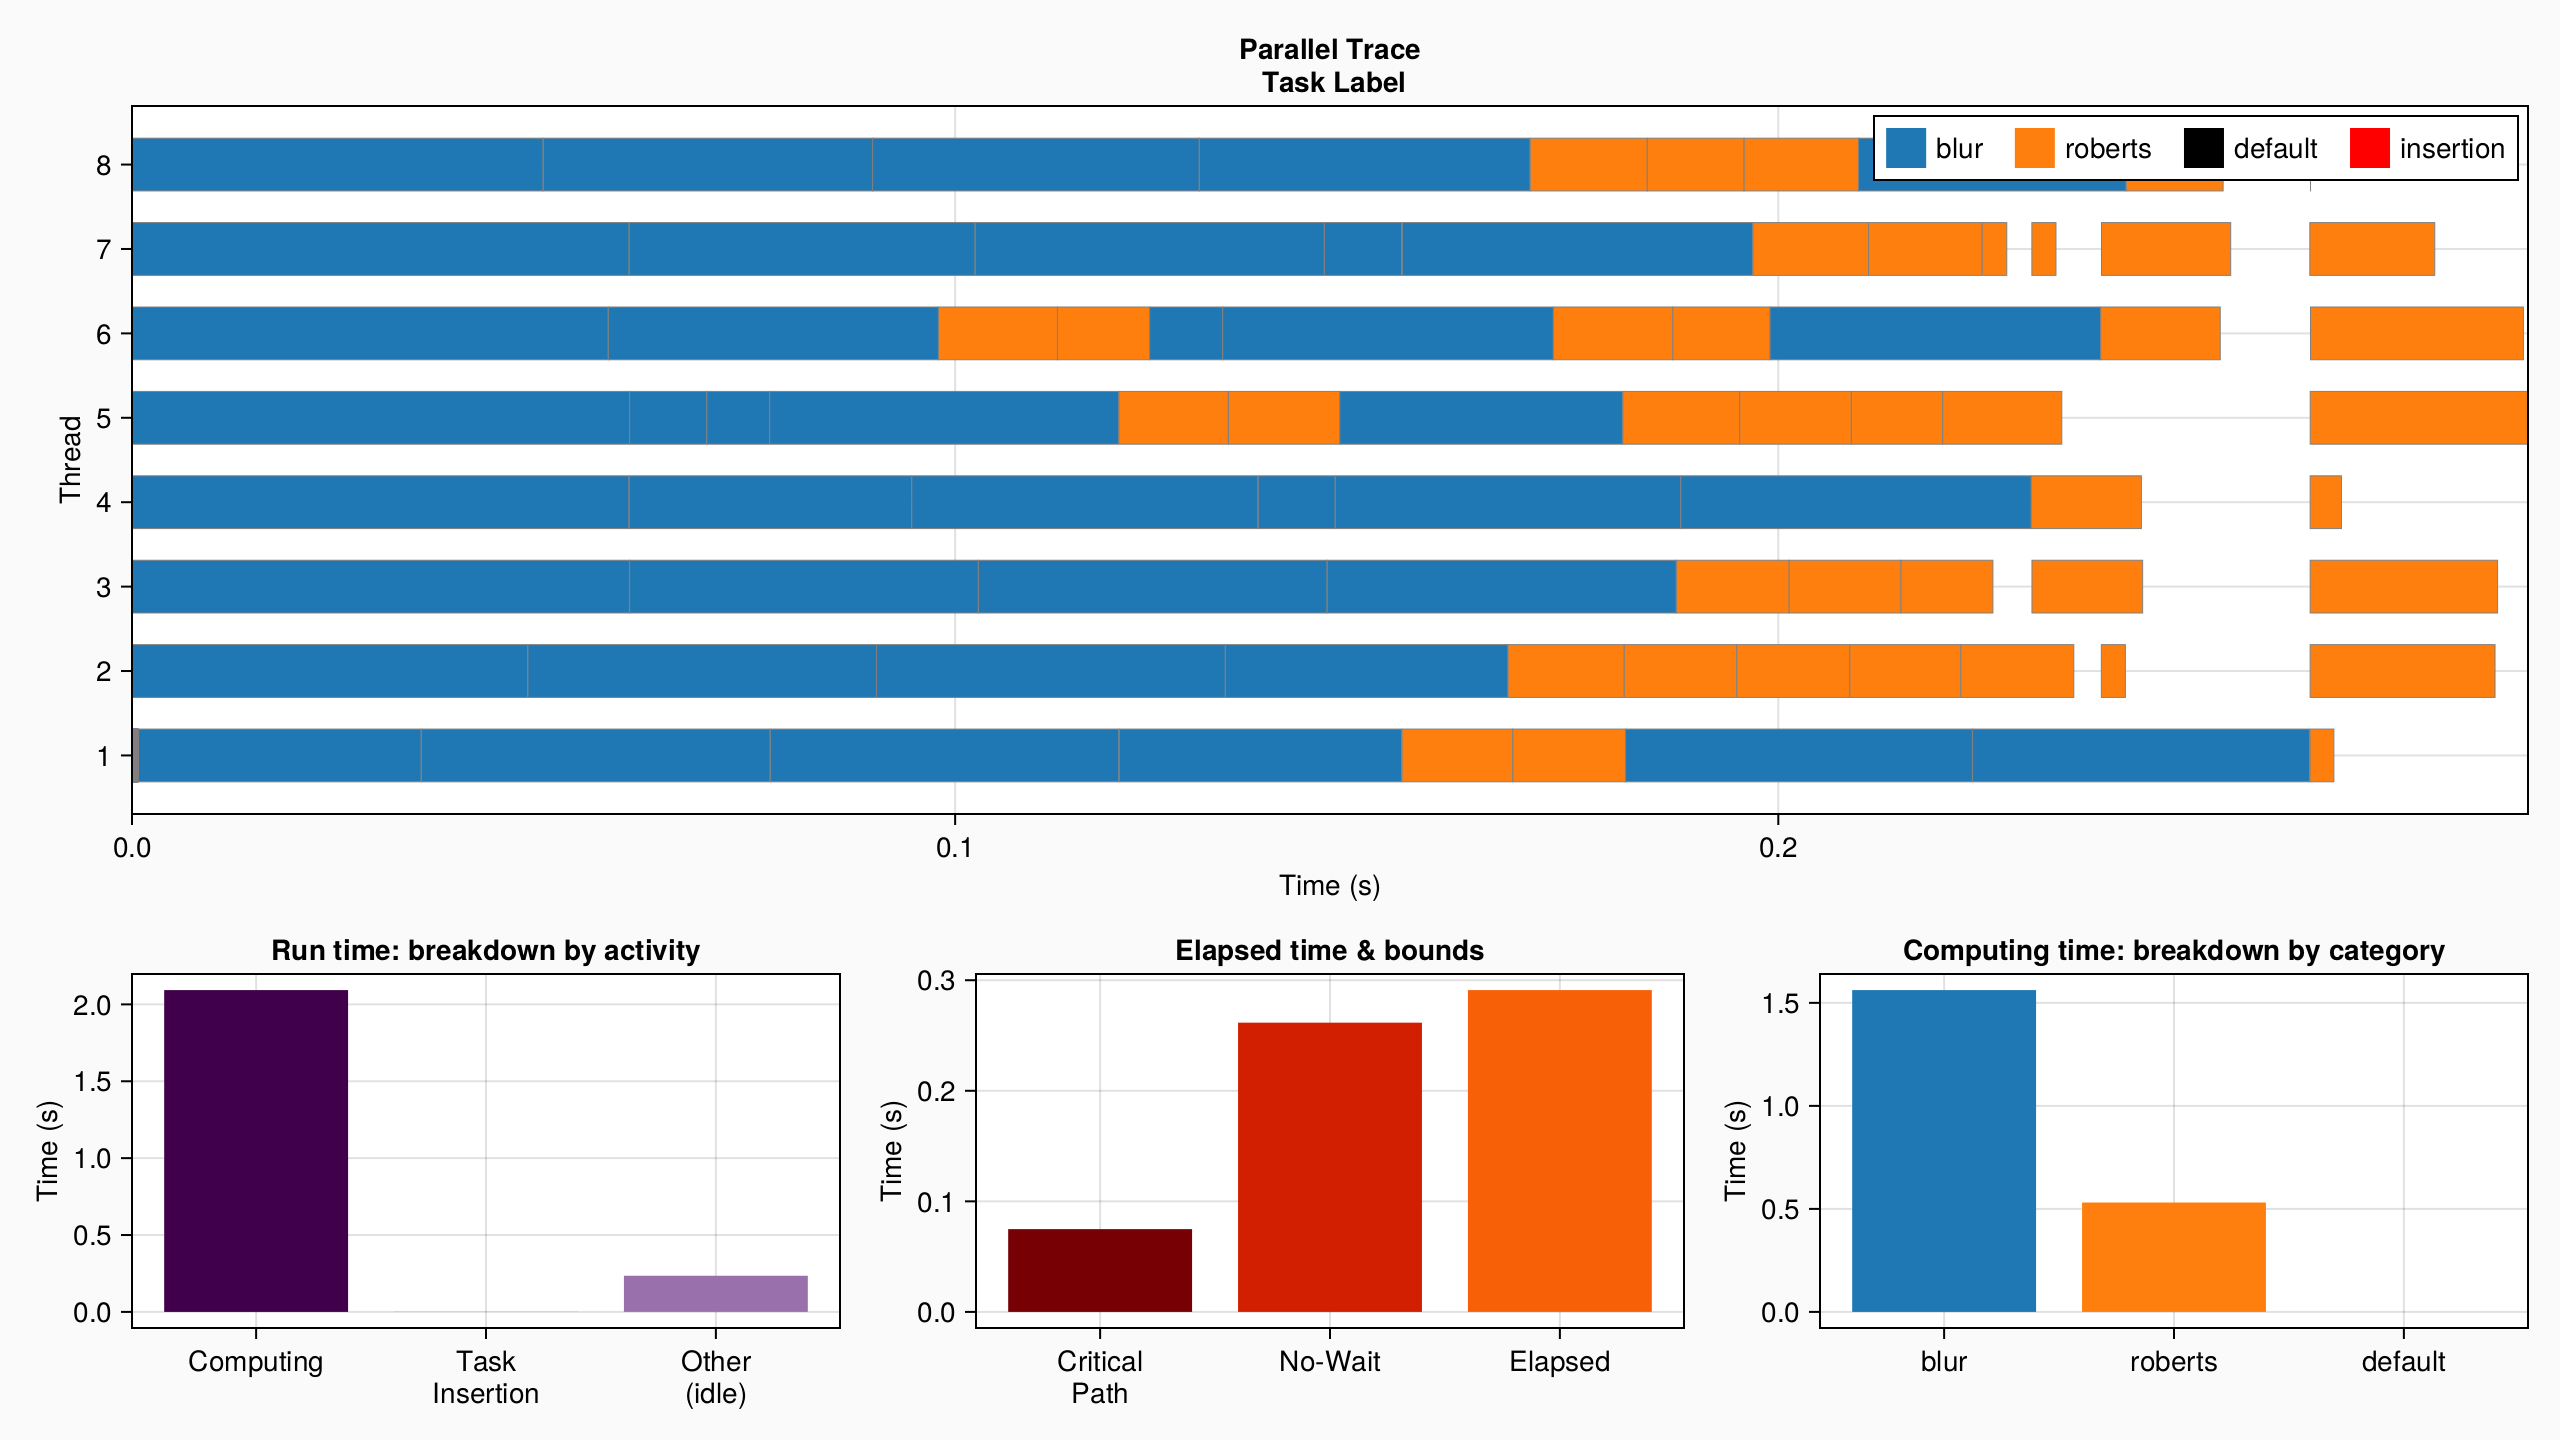 Parallel Trace
Task Label
blur
roberts
default
insertion
Thread
8
7
6
5
4
3
2
1
0.0
0.1
0.2
Time (s)
Run time: breakdown by activity
Time (s)
2.0
1.5
1.0
0.5
0.0
Computing
Task
Insertion
Other
(idle)
Elapsed time & bounds
Time (s)
0.3
0.2
0.1
0.0
Critical
Path
No-Wait
Elapsed
Computing time: breakdown by category
Time (s)
1.5
1.0
0.5
0.0
blur
roberts
default